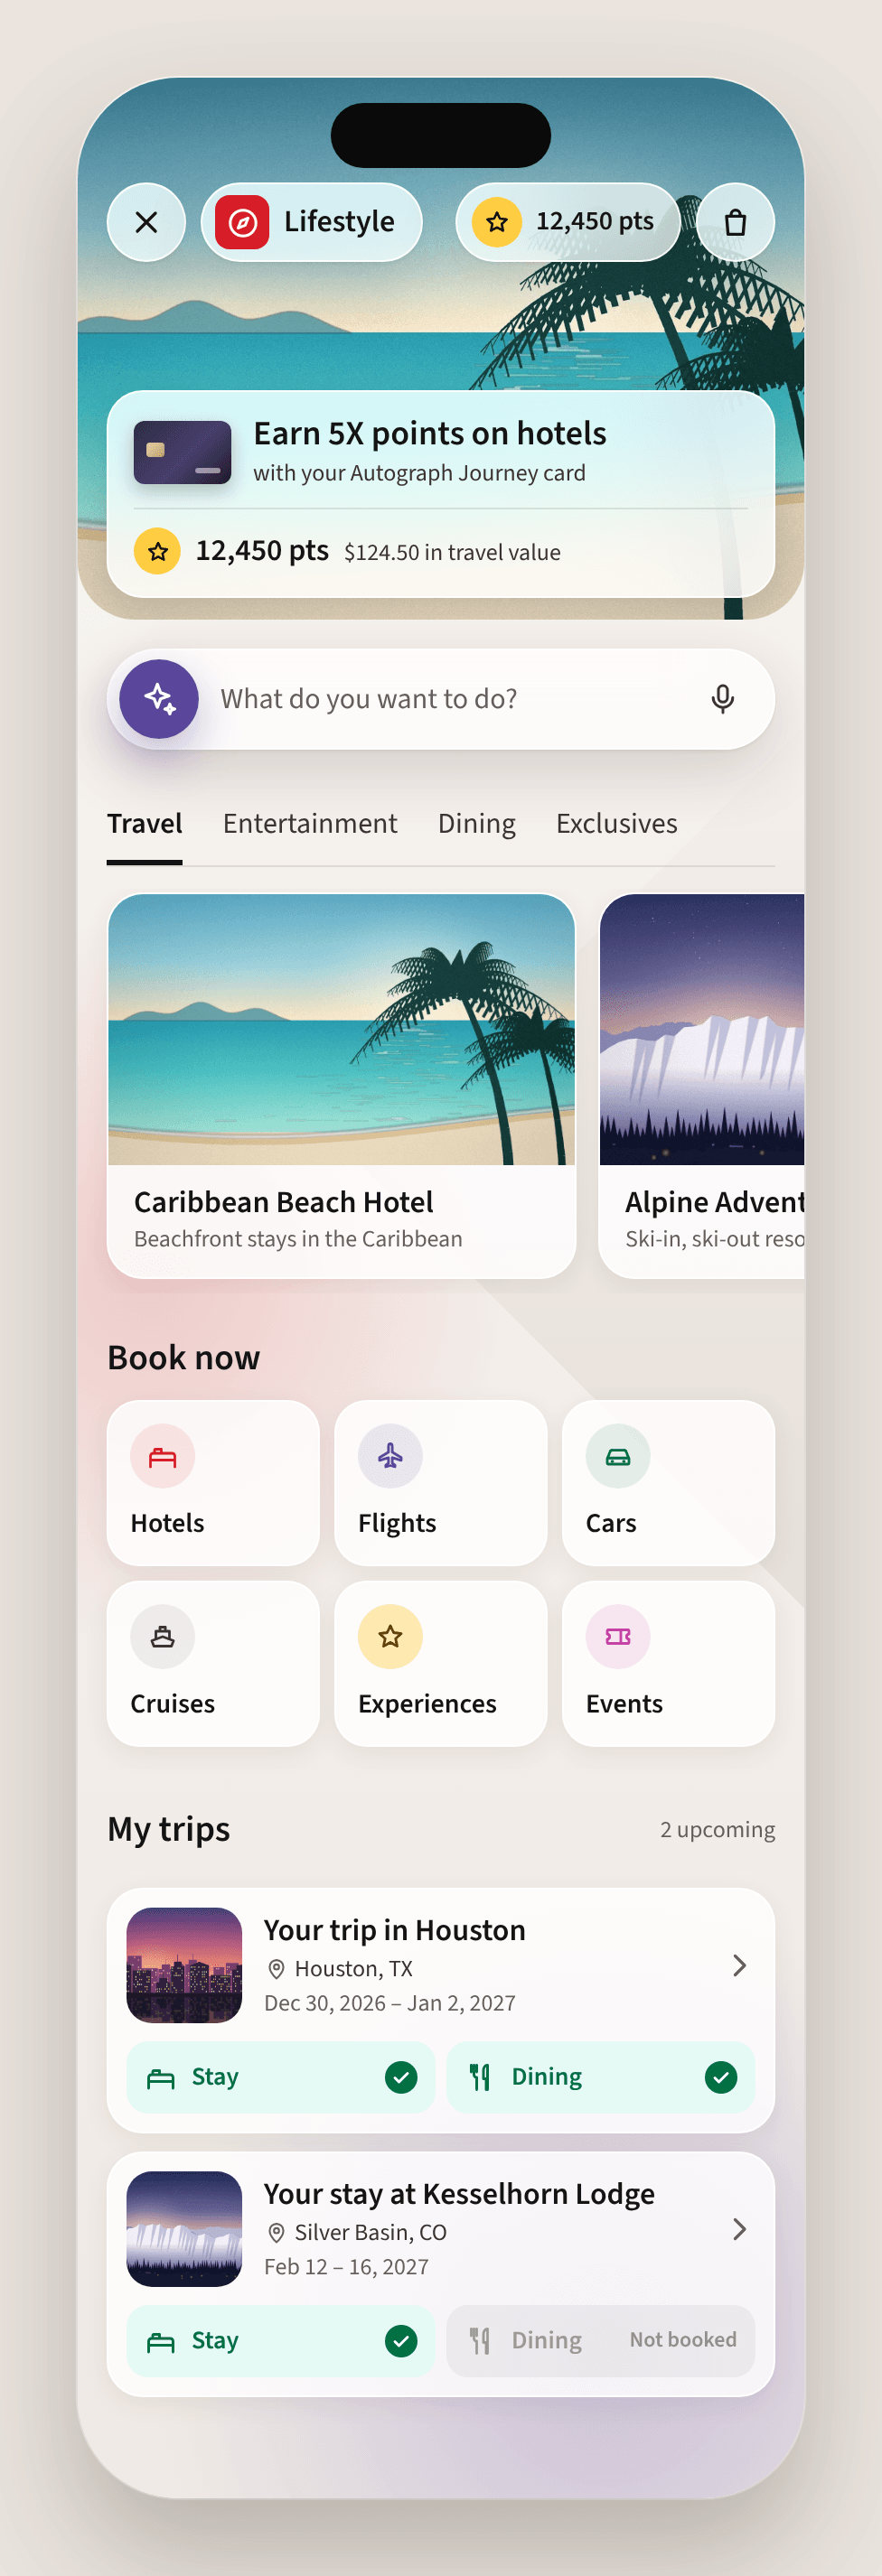 Lifestyle
12,450 pts
Earn 5X points on hotels
with your Autograph Journey card
12,450 pts $124.50 in travel value
What do you want to do?
Travel Entertainment Dining Exclusives
Caribbean Beach Hotel
Beachfront stays in the Caribbean
Alpine Advent
Ski-in, ski-out reso
Book now
Hotels
Flights
Cars
Cruises
Experiences
Events
My trips
2 upcoming
Your trip in Houston
Houston, TX
Dec 30, 2026 – Jan 2, 2027
Stay
Dining
Your stay at Kesselhorn Lodge
Silver Basin, CO
Feb 12 – 16, 2027
Stay
Dining Not booked